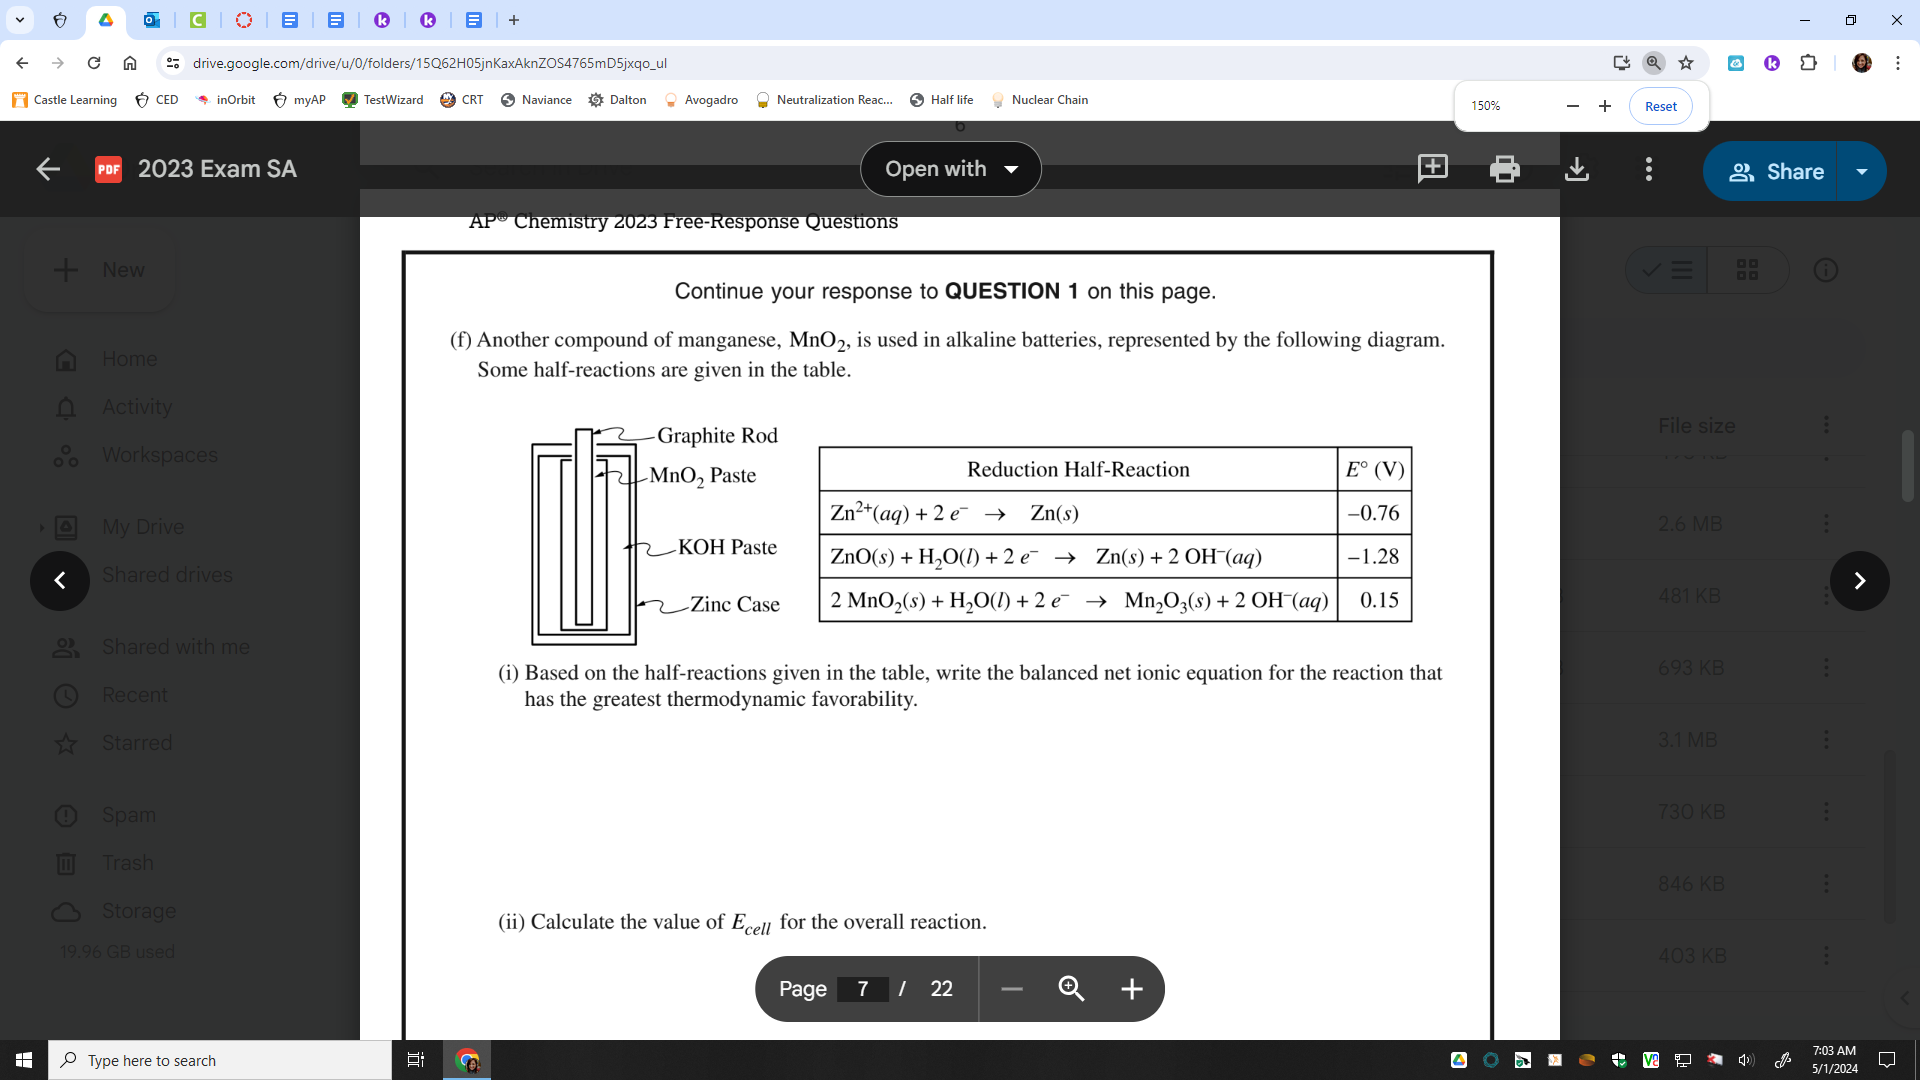 drive.google.com/drive/u/0/folders/15Q62H05jnKaxAknZOS4765mD5jxqo_ul
Castle Learning CED inOrbit myAP TestWizard CRT Naviance Dalton Avogadro Neutralization Reac... Half life Nuclear Chain
150% Reset
6
PDF 2023 Exam SA Open with Share
AP® Chemistry 2023 Free-Response Questions
New
Home
Activity
Workspaces
My Drive
Shared drives
Shared with me
Recent
Starred
Spam
Trash
Storage
19.96 GB used
Continue your response to QUESTION 1 on this page.
(f) Another compound of manganese, MnO₂, is used in alkaline batteries, represented by the following diagram.
Some half-reactions are given in the table.
Graphite Rod
MnO₂ Paste
KOH Paste
Zinc Case
Reduction Half-Reaction E° (V)
Zn²⁺(aq) + 2 e⁻ → Zn(s) −0.76
ZnO(s) + H₂O(l) + 2 e⁻ → Zn(s) + 2 OH⁻(aq) −1.28
2 MnO₂(s) + H₂O(l) + 2 e⁻ → Mn₂O₃(s) + 2 OH⁻(aq) 0.15
(i) Based on the half-reactions given in the table, write the balanced net ionic equation for the reaction that
has the greatest thermodynamic favorability.
(ii) Calculate the value of E_cell for the overall reaction.
File size
2.6 MB
481 KB
693 KB
3.1 MB
730 KB
846 KB
403 KB
Page 7 / 22
Type here to search
7:03 AM
5/1/2024